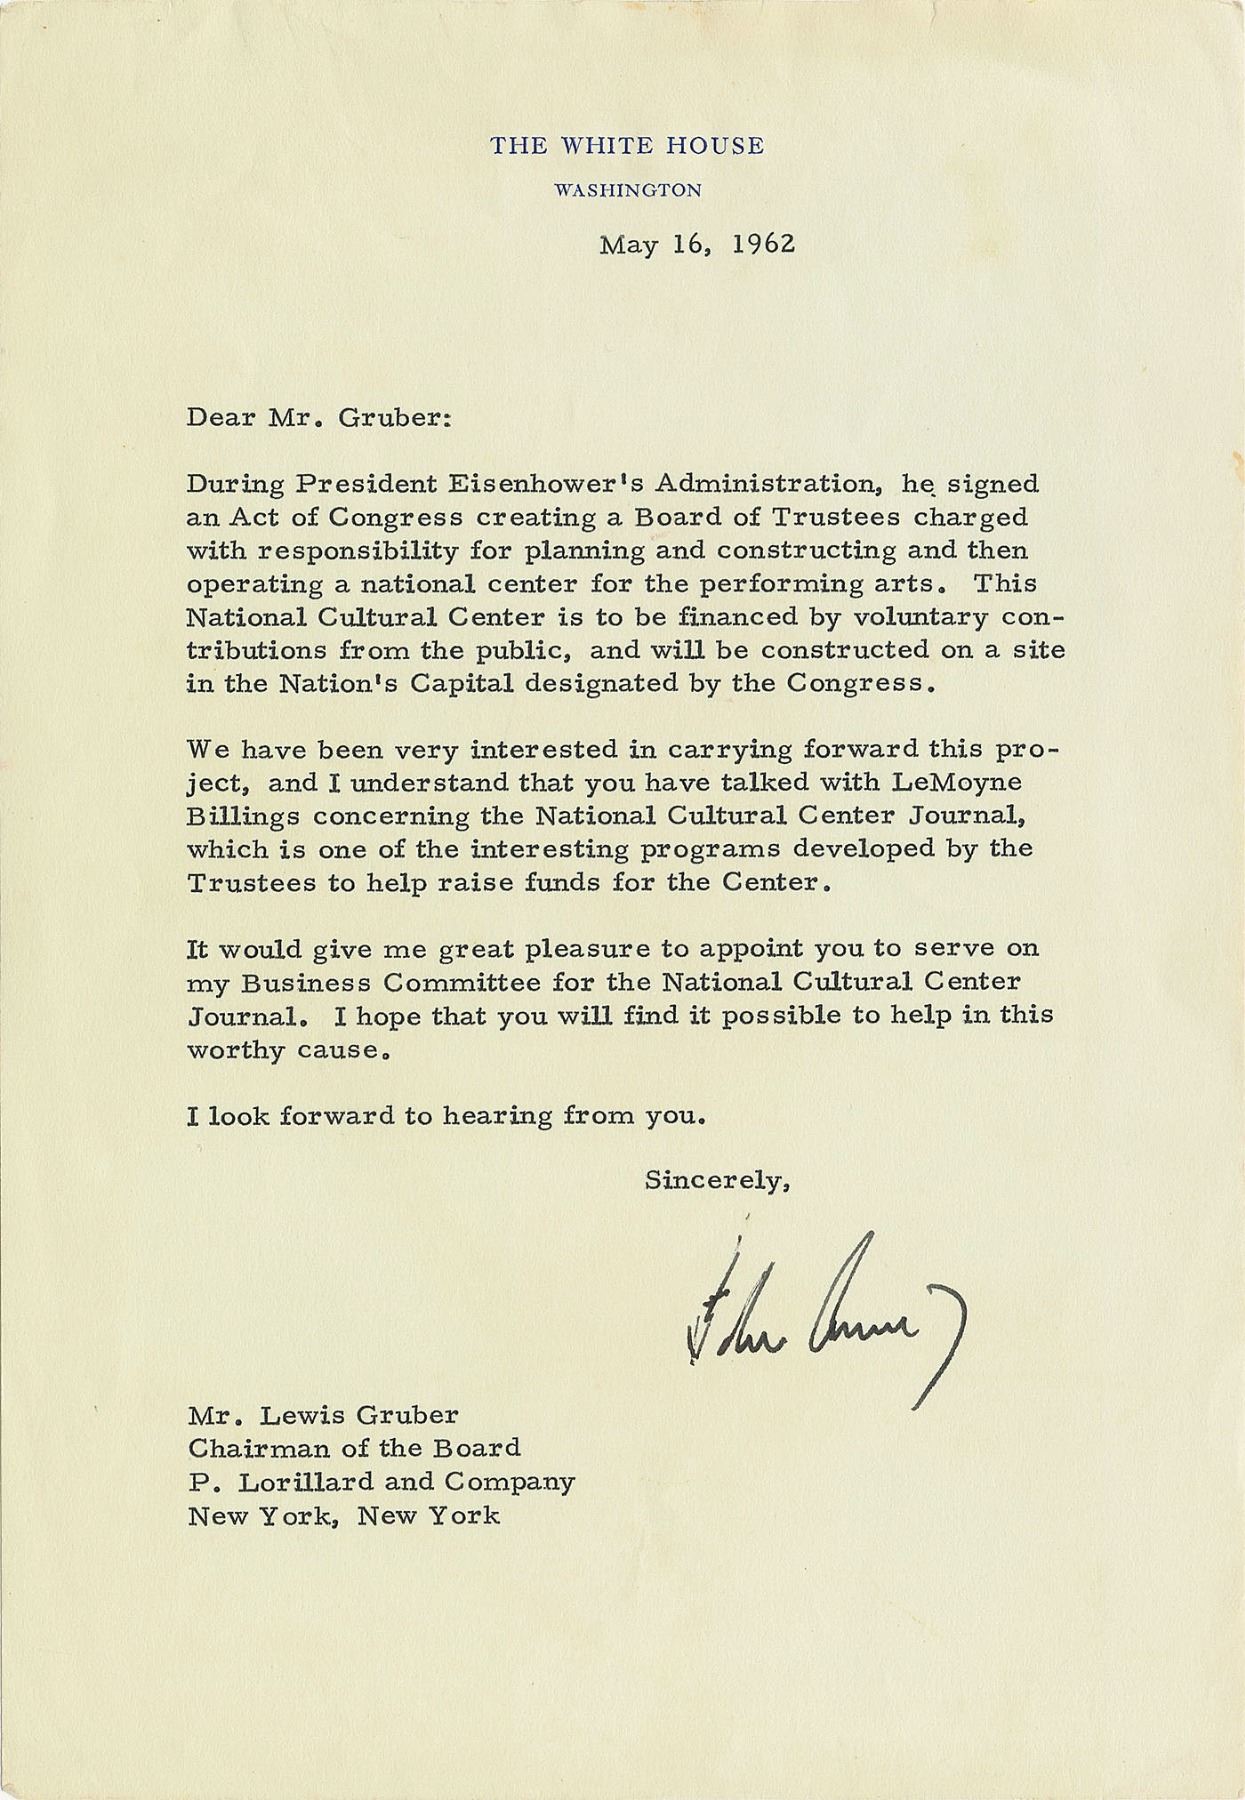 THE WHITE HOUSE
WASHINGTON
May 16, 1962
Dear Mr. Gruber:
During President Eisenhower's Administration, he signed
an Act of Congress creating a Board of Trustees charged
with responsibility for planning and constructing and then
operating a national center for the performing arts. This
National Cultural Center is to be financed by voluntary con-
tributions from the public, and will be constructed on a site
in the Nation's Capital designated by the Congress.
We have been very interested in carrying forward this pro-
ject, and I understand that you have talked with LeMoyne
Billings concerning the National Cultural Center Journal,
which is one of the interesting programs developed by the
Trustees to help raise funds for the Center.
It would give me great pleasure to appoint you to serve on
my Business Committee for the National Cultural Center
Journal. I hope that you will find it possible to help in this
worthy cause.
I look forward to hearing from you.
Sincerely,
Mr. Lewis Gruber
Chairman of the Board
P. Lorillard and Company
New York, New York